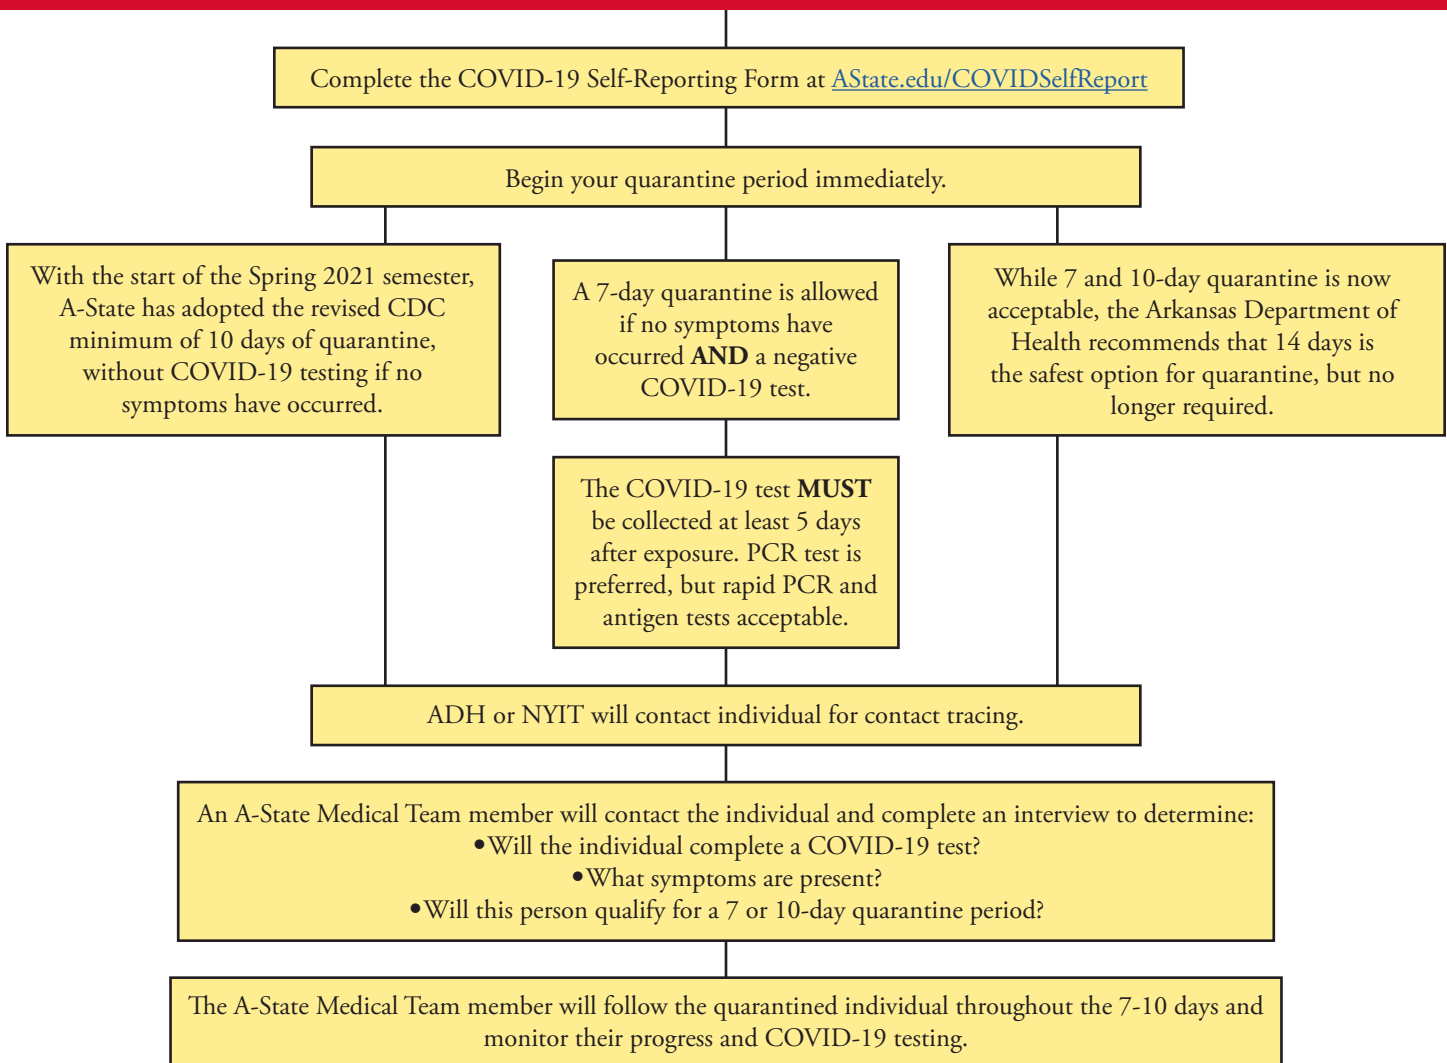 Complete the COVID-19 Self-Reporting Form at AState.edu/COVIDSelfReport
Begin your quarantine period immediately.
With the start of the Spring 2021 semester,
A-State has adopted the revised CDC
minimum of 10 days of quarantine,
without COVID-19 testing if no
symptoms have occurred.
A 7-day quarantine is allowed
if no symptoms have
occurred AND a negative
COVID-19 test.
The COVID-19 test MUST
be collected at least 5 days
after exposure. PCR test is
preferred, but rapid PCR and
antigen tests acceptable.
While 7 and 10-day quarantine is now
acceptable, the Arkansas Department of
Health recommends that 14 days is
the safest option for quarantine, but no
longer required.
ADH or NYIT will contact individual for contact tracing.
An A-State Medical Team member will contact the individual and complete an interview to determine:
•Will the individual complete a COVID-19 test?
•What symptoms are present?
•Will this person qualify for a 7 or 10-day quarantine period?
The A-State Medical Team member will follow the quarantined individual throughout the 7-10 days and
monitor their progress and COVID-19 testing.